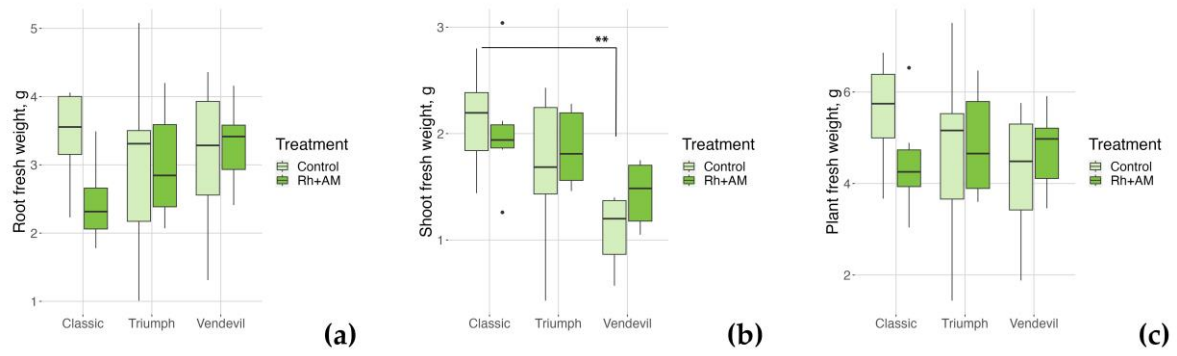 Root fresh weight, g
5
4
3
2
1
Classic Triumph Vendevil
Treatment
Control
Rh+AM
(a)
Shoot fresh weight, g
3
2
1
**
Classic Triumph Vendevil
Treatment
Control
Rh+AM
(b)
Plant fresh weight, g
6
4
2
Classic Triumph Vendevil
Treatment
Control
Rh+AM
(c)